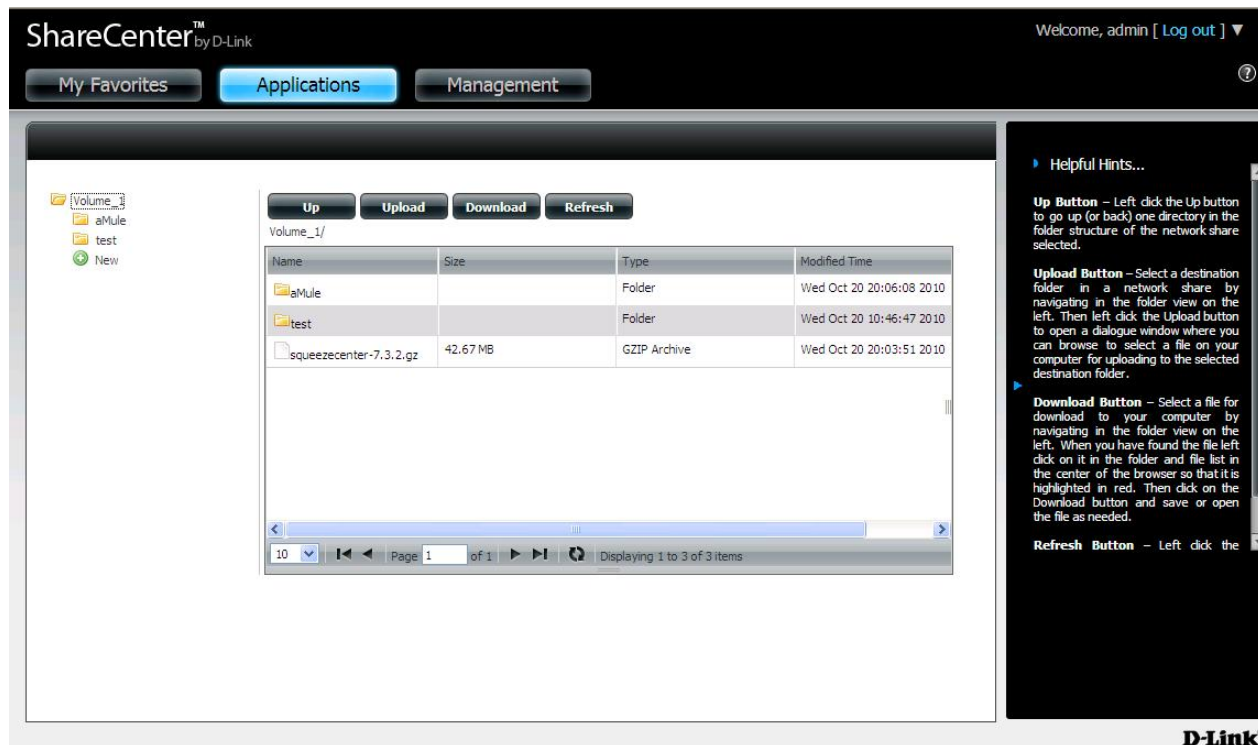 ShareCenter™ by D-Link
Welcome, admin [ Log out ] ▼
My Favorites
Applications
Management
?
Volume_1
aMule
test
New
Up
Upload
Download
Refresh
Volume_1/
Name Size Type Modified Time
aMule Folder Wed Oct 20 20:06:08 2010
test Folder Wed Oct 20 10:46:47 2010
squeezecenter-7.3.2.gz 42.67 MB GZIP Archive Wed Oct 20 20:03:51 2010
10 Page 1 of 1 Displaying 1 to 3 of 3 items
Helpful Hints...
Up Button – Left click the Up button
to go up (or back) one directory in the
folder structure of the network share
selected.
Upload Button – Select a destination
folder in a network share by
navigating in the folder view on the
left. Then left click the Upload button
to open a dialogue window where you
can browse to select a file on your
computer for uploading to the selected
destination folder.
Download Button – Select a file for
download to your computer by
navigating in the folder view on the
left. When you have found the file left
click on it in the folder and file list in
the center of the browser so that it is
highlighted in red. Then click on the
Download button and save or open
the file as needed.
Refresh Button – Left click the
D-Link